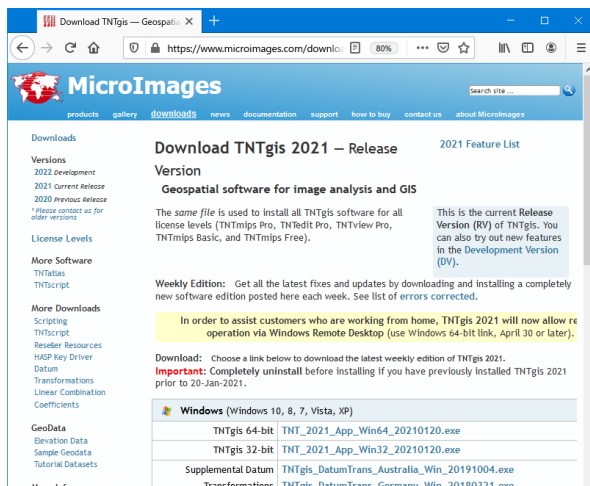 Download TNTgis — Geospatia
https://www.microimages.com/downloa
80%
MicroImages
Search site ...
products gallery downloads news documentation support how to buy contact us about MicroImages
Downloads
Versions
2022 Development
2021 Current Release
2020 Previous Release
* Please contact us for
older versions
License Levels
More Software
TNTatlas
TNTscript
More Downloads
Scripting
TNTscript
Reseller Resources
HASP Key Driver
Datum
Transformations
Linear Combination
Coefficients
GeoData
Elevation Data
Sample Geodata
Tutorial Datasets
Download TNTgis 2021 — Release
Version
Geospatial software for image analysis and GIS
2021 Feature List
The same file is used to install all TNTgis software for all
license levels (TNTmips Pro, TNTedit Pro, TNTview Pro,
TNTmips Basic, and TNTmips Free).
This is the current Release
Version (RV) of TNTgis. You
can also try out new features
in the Development Version
(DV).
Weekly Edition: Get all the latest fixes and updates by downloading and installing a completely
new software edition posted here each week. See list of errors corrected.
In order to assist customers who are working from home, TNTgis 2021 will now allow re
operation via Windows Remote Desktop (use Windows 64-bit link, April 30 or later).
Download: Choose a link below to download the latest weekly edition of TNTgis 2021.
Important: Completely uninstall before installing if you have previously installed TNTgis 2021
prior to 20-Jan-2021.
Windows (Windows 10, 8, 7, Vista, XP)
TNTgis 64-bit TNT_2021_App_Win64_20210120.exe
TNTgis 32-bit TNT_2021_App_Win32_20210120.exe
Supplemental Datum TNTgis_DatumTrans_Australia_Win_20191004.exe
Transformations TNTgis_DatumTrans_Germany_Win_20180321.exe